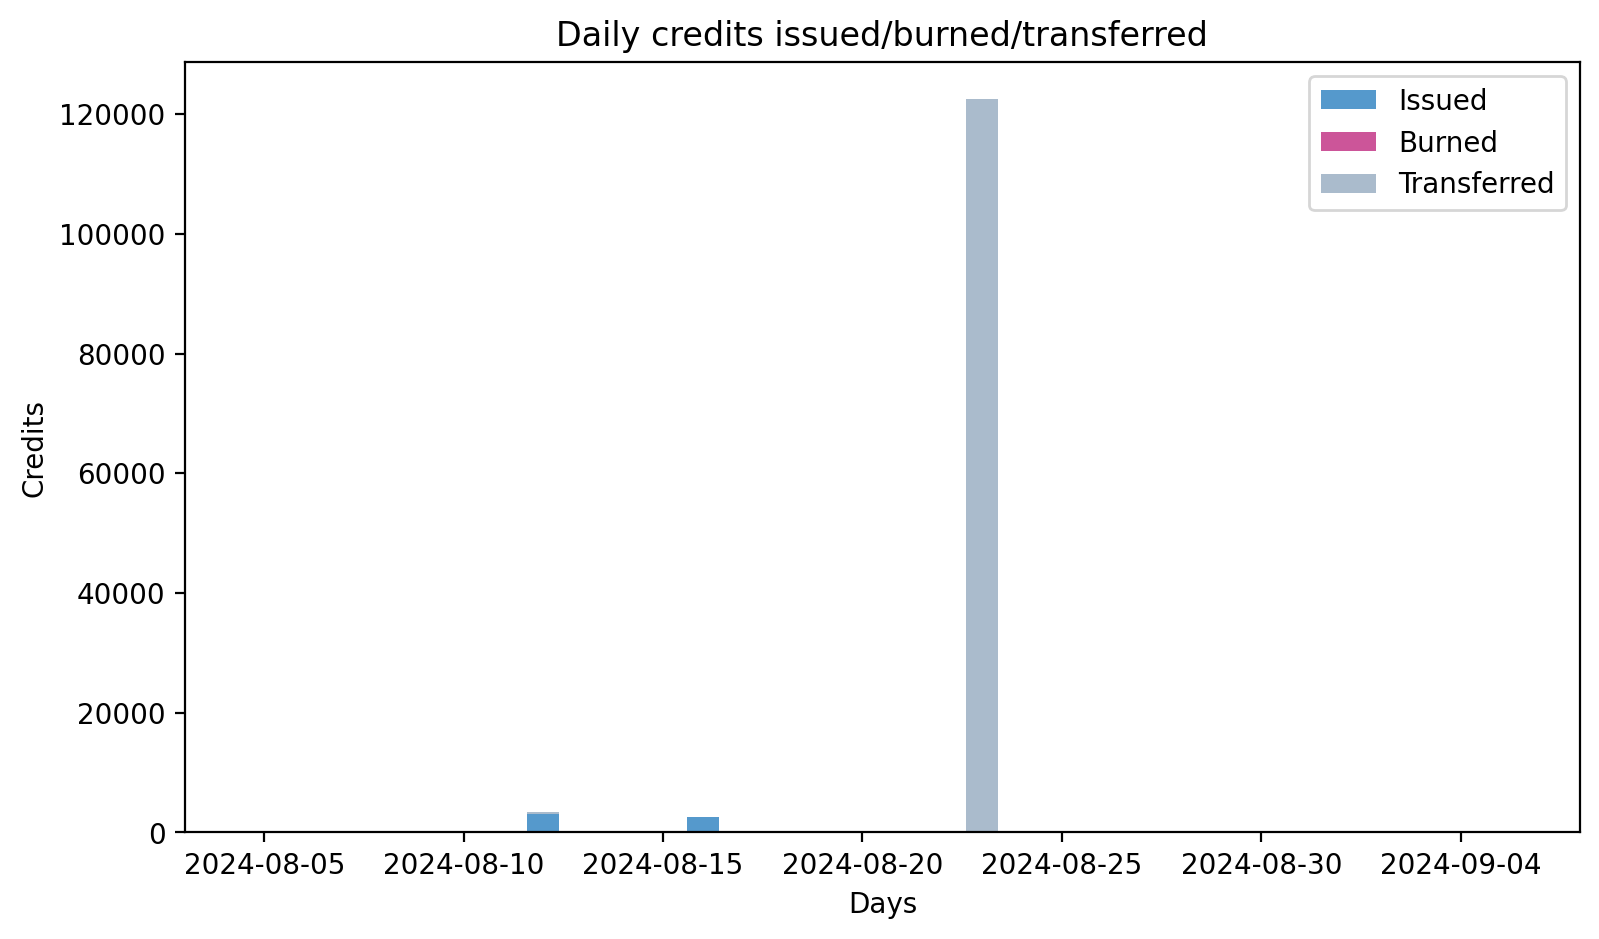 Daily credits issued/burned/transferred
Issued
Burned
Transferred
120000
100000
80000
60000
40000
20000
0
Credits
2024-08-05
2024-08-10
2024-08-15
2024-08-20
2024-08-25
2024-08-30
2024-09-04
Days